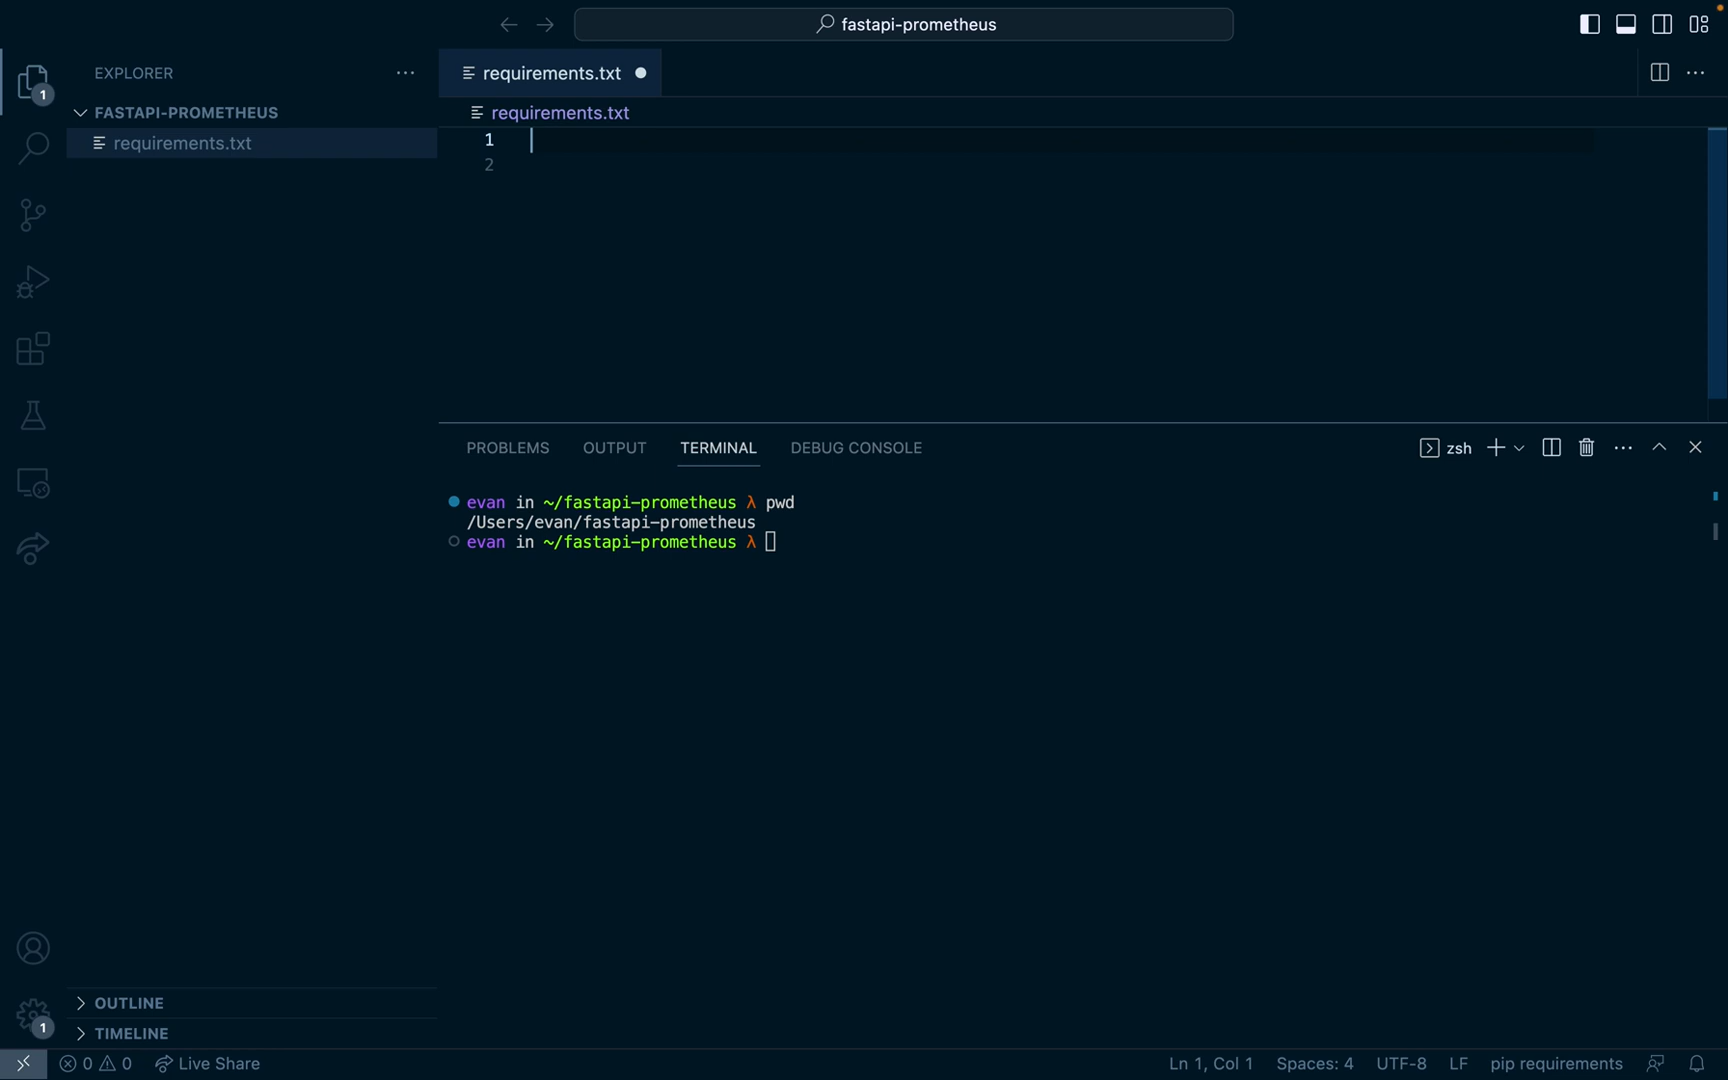 fastapi-prometheus
EXPLORER
requirements.txt
1
FASTAPI-PROMETHEUS
requirements.txt
requirements.txt
1
2
PROBLEMS OUTPUT TERMINAL DEBUG CONSOLE
zsh
evan in ~/fastapi-prometheus λ pwd
/Users/evan/fastapi-prometheus
evan in ~/fastapi-prometheus λ
OUTLINE
1
TIMELINE
0 0 Live Share
Ln 1, Col 1 Spaces: 4 UTF-8 LF pip requirements